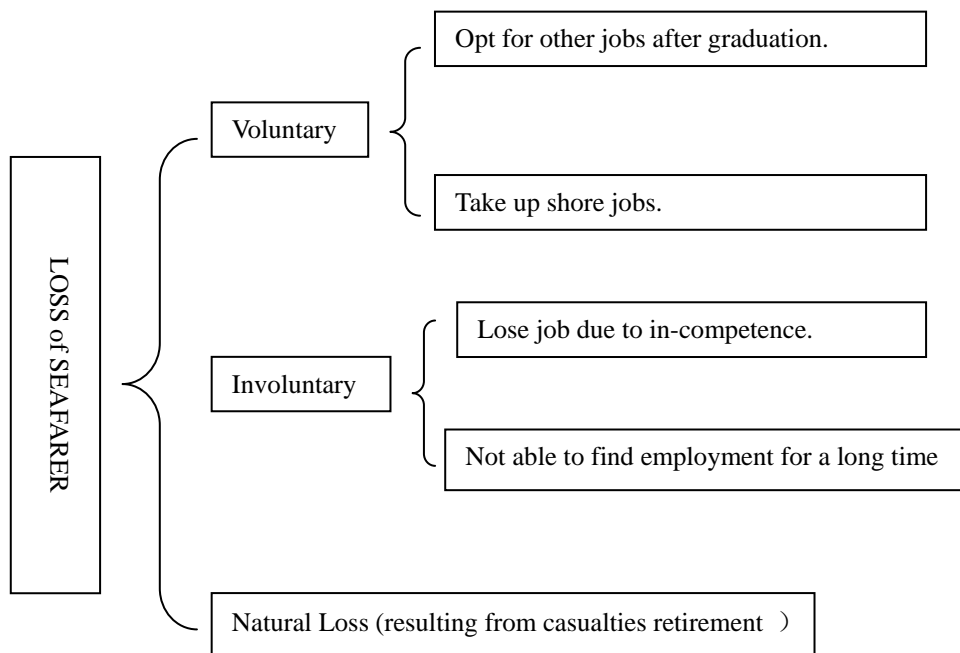 LOSS of SEAFARER
Voluntary
Opt for other jobs after graduation.
Take up shore jobs.
Involuntary
Lose job due to in-competence.
Not able to find employment for a long time
Natural Loss (resulting from casualties retirement ）